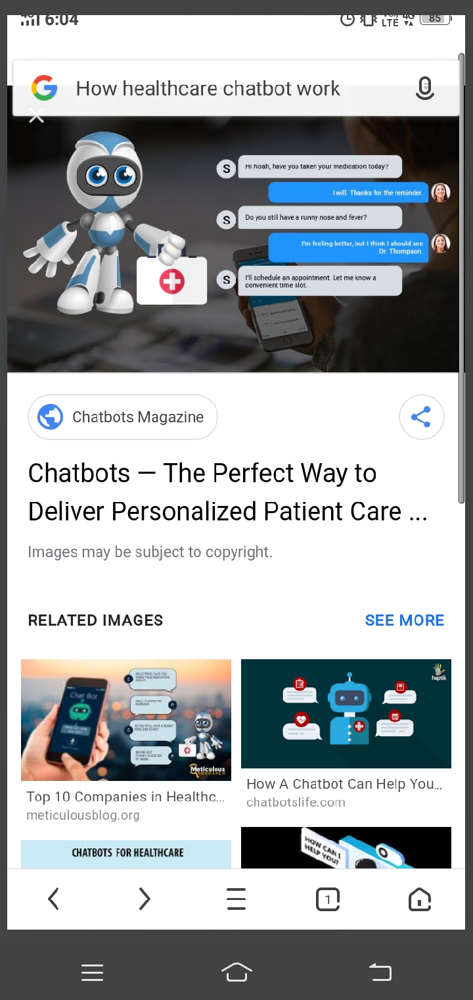 6:04
LTE
4G
85
How healthcare chatbot work
S
Hi Noah, have you taken your medication today?
I will. Thanks for the reminder.
S
Do you still have a runny nose and fever?
I'm feeling better, but I think I should see
Dr. Thompson.
S
I'll schedule an appointment. Let me know a
convenient time slot.
Chatbots Magazine
Chatbots — The Perfect Way to
Deliver Personalized Patient Care ...
Images may be subject to copyright.
RELATED IMAGES
SEE MORE
Chat Bot
Meticulous
RESEARCH
haptik
Top 10 Companies in Healthc...
meticulousblog.org
How A Chatbot Can Help You...
chatbotslife.com
CHATBOTS FOR HEALTHCARE
HOW CAN I
HELP YOU?
1